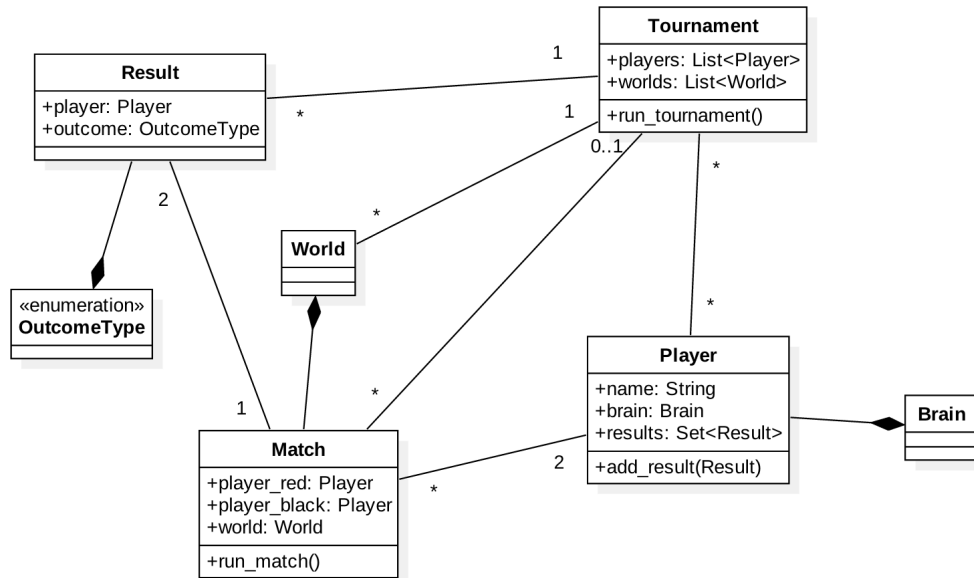 Tournament
+players: List<Player>
+worlds: List<World>
+run_tournament()
Result
+player: Player
+outcome: OutcomeType
1
*
1
0..1
*
2
*
World
«enumeration»
OutcomeType
*
*
1
Player
+name: String
+brain: Brain
+results: Set<Result>
+add_result(Result)
Brain
Match
+player_red: Player
+player_black: Player
+world: World
+run_match()
2
*